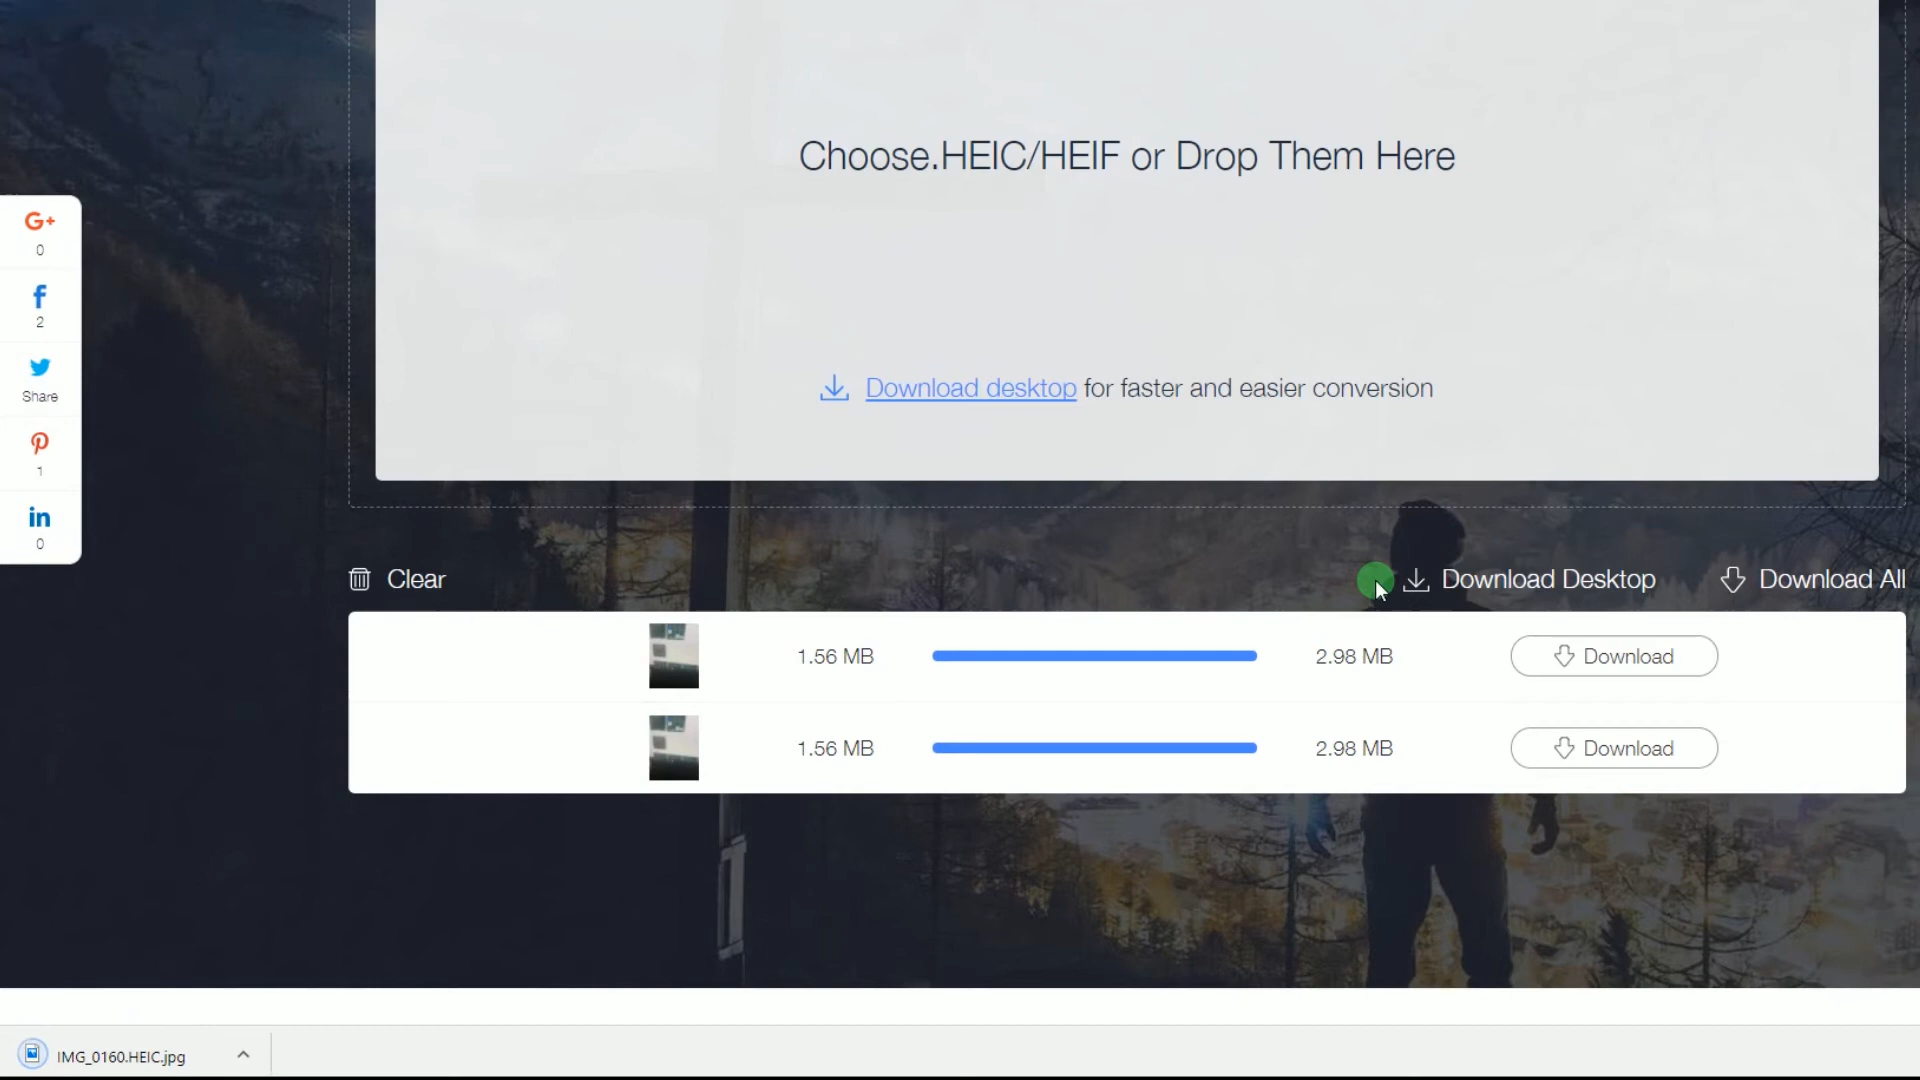 Choose.HEIC/HEIF or Drop Them Here
G+
0
f
2
Share
1
in
0
Download desktop for faster and easier conversion
Clear
Download Desktop
Download All
1.56 MB
2.98 MB
Download
1.56 MB
2.98 MB
Download
IMG_0160.HEIC.jpg